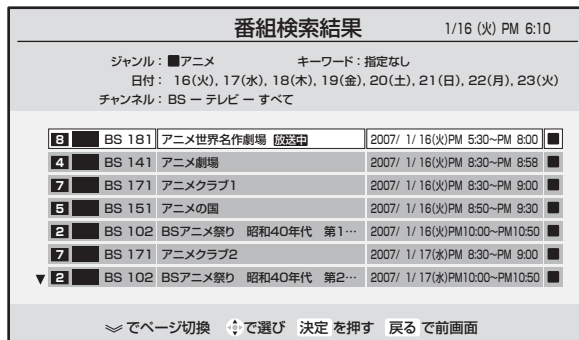 番組検索結果 1/16 (火) PM 6:10
ジャンル：■アニメ キーワード：指定なし
日付： 16(火), 17(水), 18(木), 19(金), 20(土), 21(日), 22(月), 23(火)
チャンネル：BS ー テレビ ー すべて
8 BS 181 アニメ世界名作劇場 放送中 2007/ 1/ 16(火)PM 5:30~PM 8:00
4 BS 141 アニメ劇場 2007/ 1/ 16(火)PM 8:30~PM 8:58
7 BS 171 アニメクラブ1 2007/ 1/ 16(火)PM 8:30~PM 9:00
5 BS 151 アニメの国 2007/ 1/ 16(火)PM 8:50~PM 9:30
2 BS 102 BSアニメ祭り 昭和40年代 第1… 2007/ 1/ 16(火)PM10:00~PM10:50
7 BS 171 アニメクラブ2 2007/ 1/ 17(水)PM 8:30~PM 9:00
▼ 2 BS 102 BSアニメ祭り 昭和40年代 第2… 2007/ 1/ 17(水)PM10:00~PM10:50
でページ切換 で選び 決定 を押す 戻る で前画面